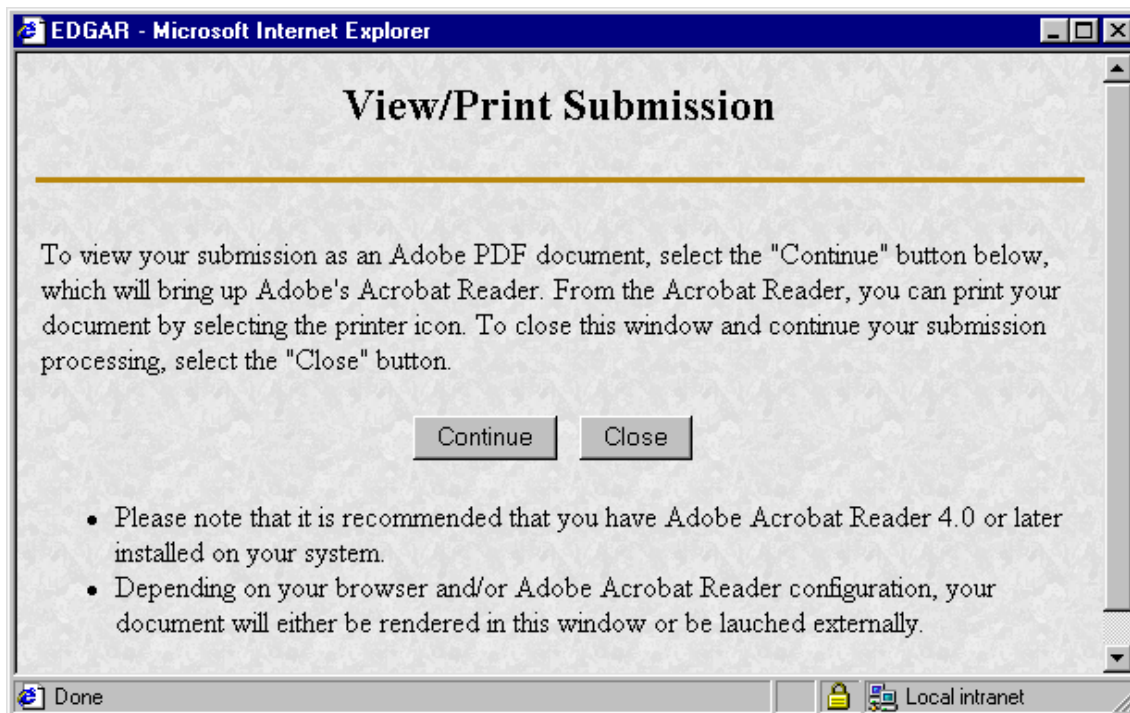 EDGAR - Microsoft Internet Explorer
View/Print Submission
To view your submission as an Adobe PDF document, select the "Continue" button below,
which will bring up Adobe's Acrobat Reader. From the Acrobat Reader, you can print your
document by selecting the printer icon. To close this window and continue your submission
processing, select the "Close" button.
Continue Close
• Please note that it is recommended that you have Adobe Acrobat Reader 4.0 or later
installed on your system.
• Depending on your browser and/or Adobe Acrobat Reader configuration, your
document will either be rendered in this window or be lauched externally.
Done Local intranet